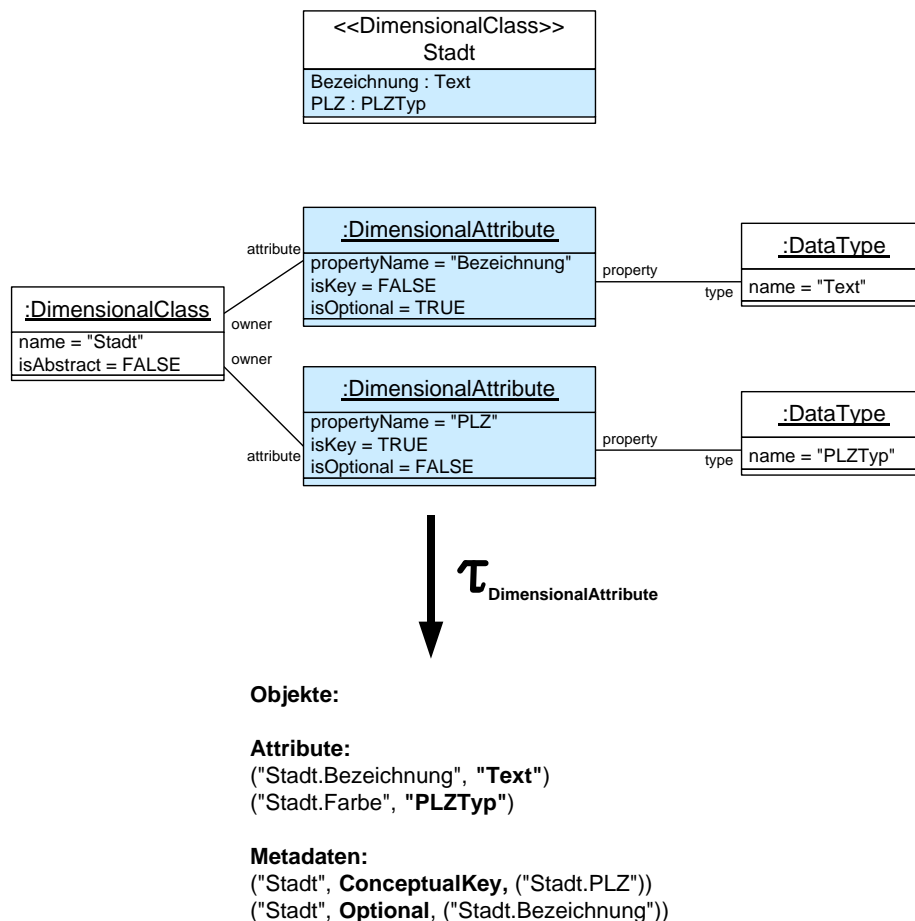 <<DimensionalClass>>
Stadt
Bezeichnung : Text
PLZ : PLZTyp
:DimensionalAttribute
propertyName = "Bezeichnung"
isKey = FALSE
isOptional = TRUE
attribute
property
type
:DataType
name = "Text"
:DimensionalClass
name = "Stadt"
isAbstract = FALSE
owner
owner
:DimensionalAttribute
propertyName = "PLZ"
isKey = TRUE
isOptional = FALSE
attribute
property
type
:DataType
name = "PLZTyp"
τ DimensionalAttribute
Objekte:
Attribute:
("Stadt.Bezeichnung", "Text")
("Stadt.Farbe", "PLZTyp")
Metadaten:
("Stadt", ConceptualKey, ("Stadt.PLZ"))
("Stadt", Optional, ("Stadt.Bezeichnung"))